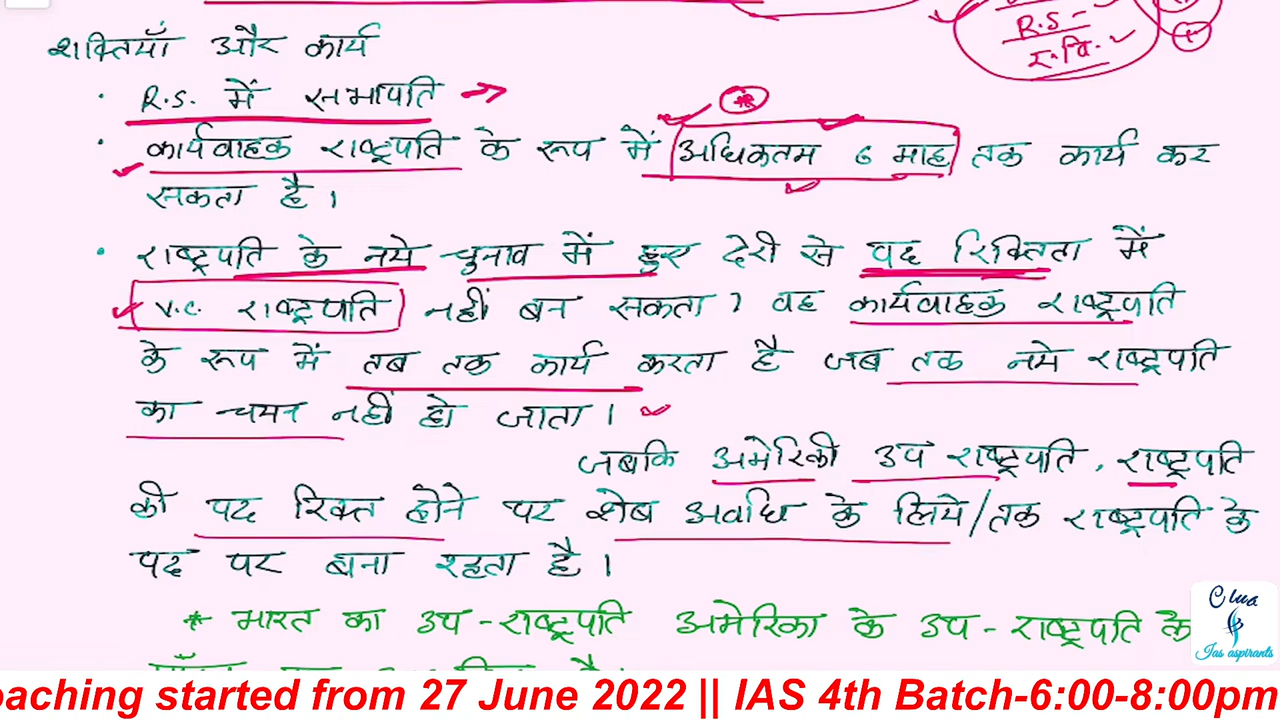 R.S -
रा.वि.
शक्तियाँ और कार्य
· R.S. में सभापति →
· कार्यवाहक राष्ट्रपति के रूप में अधिकतम 6 माह तक कार्य कर
सकता है।
· राष्ट्रपति के नये चुनाव में हुए देरी से पद रिक्तिता में
V.C. राष्ट्रपति नहीं बन सकता, वह कार्यवाहक राष्ट्रपति
के रूप में तब तक कार्य करता है जब तक नये राष्ट्रपति
का चयन नहीं हो जाता।
जबकि अमेरिकी उप राष्ट्रपति, राष्ट्रपति
की पद रिक्त होने पर शेष अवधि के लिये/तक राष्ट्रपति के
पद पर बना रहता है।
* भारत का उप-राष्ट्रपति अमेरिका के उप-राष्ट्रपति के
Clue
Ias aspirants
oaching started from 27 June 2022 || IAS 4th Batch-6:00-8:00pm